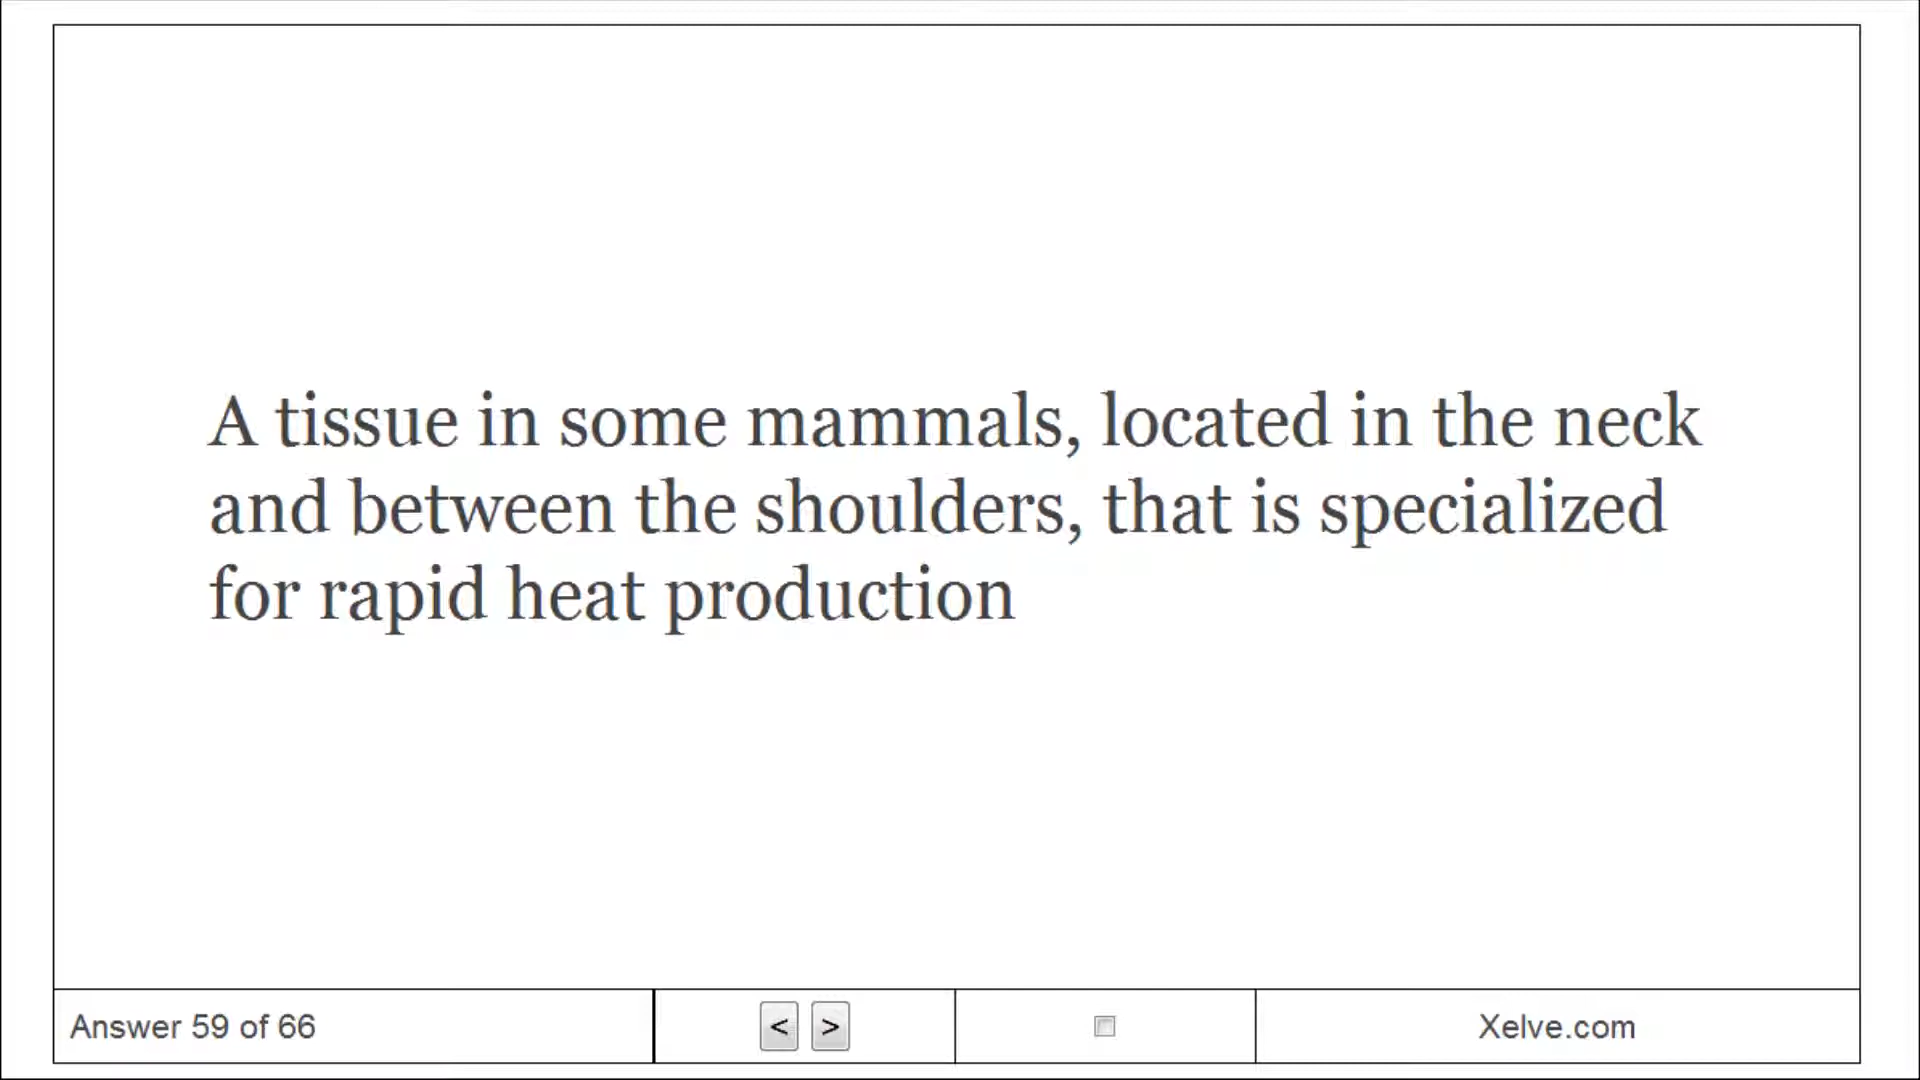 A tissue in some mammals, located in the neck
and between the shoulders, that is specialized
for rapid heat production
Answer 59 of 66
< >
Xelve.com